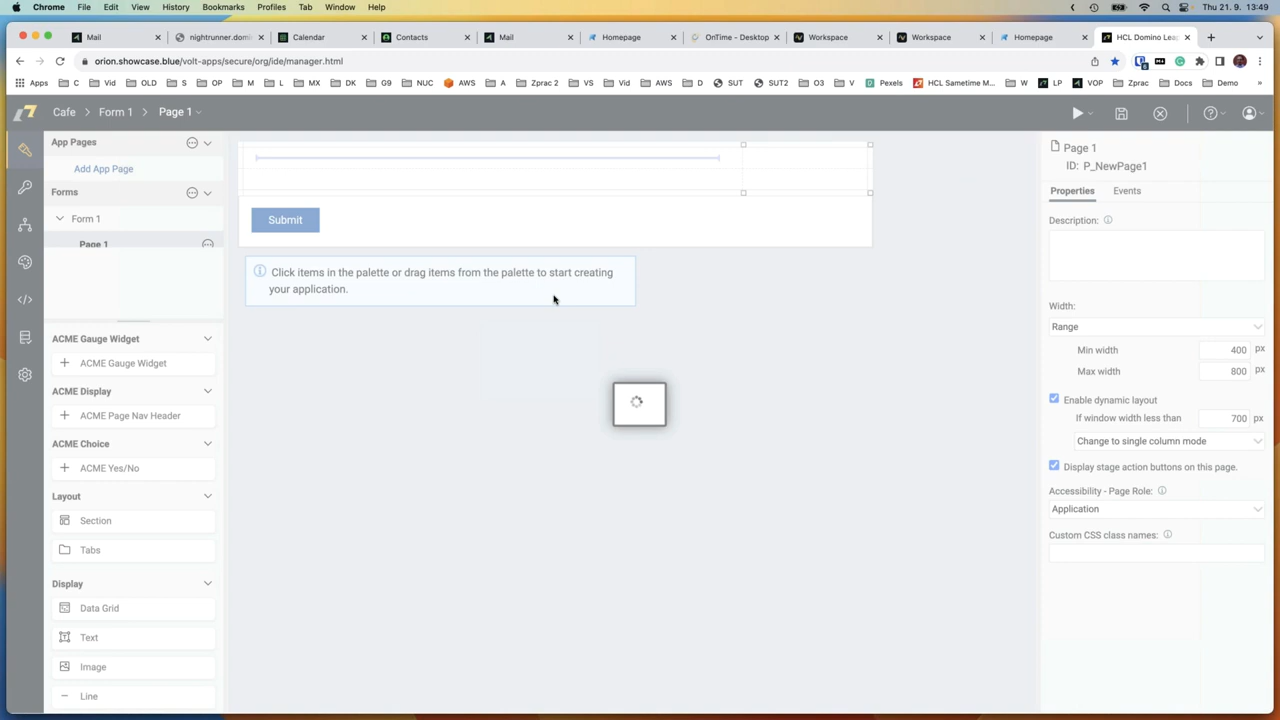 Chrome File Edit View History Bookmarks Profiles Tab Window Help Thu 21. 9. 13:49
Mail nightrunner.domi Calendar Contacts Mail Homepage OnTime - Desktop Workspace Workspace Homepage HCL Domino Lea
orion.showcase.blue/volt-apps/secure/org/ide/manager.html
Apps C Vid OLD S OP M L MX DK G9 NUC AWS A Zprac 2 VS Vid AWS D SUT SUT2 O3 V Pexels HCL Sametime M... W LP VOP Zprac Docs Demo
Cafe Form 1 Page 1
App Pages
Add App Page
Forms
Form 1
Page 1
ACME Gauge Widget
ACME Gauge Widget
ACME Display
ACME Page Nav Header
ACME Choice
ACME Yes/No
Layout
Section
Tabs
Display
Data Grid
Text
Image
Line
Submit
Click items in the palette or drag items from the palette to start creating
your application.
Page 1
ID: P_NewPage1
Properties Events
Description:
Width:
Range
Min width 400 px
Max width 800 px
Enable dynamic layout
If window width less than 700 px
Change to single column mode
Display stage action buttons on this page.
Accessibility - Page Role:
Application
Custom CSS class names: